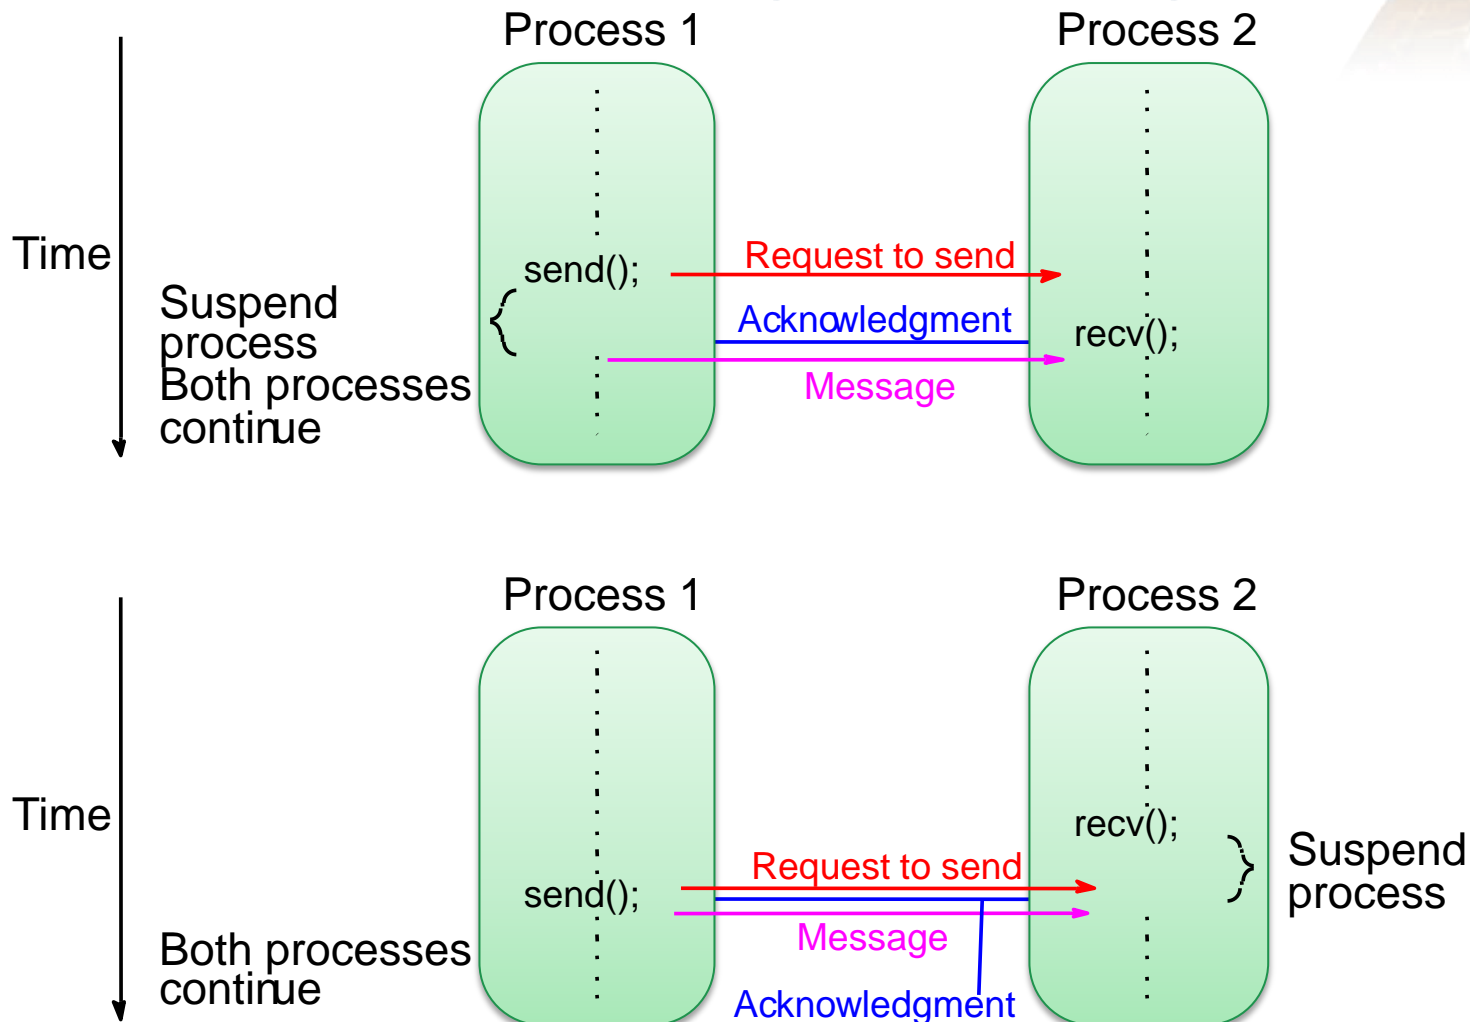 Process 1
Process 2
Time
send();
Request to send
Suspend
process
Acknowledgment
recv();
Both processes
continue
Message
Process 1
Process 2
Time
recv();
Request to send
send();
Suspend
process
Message
Both processes
continue
Acknowledgment